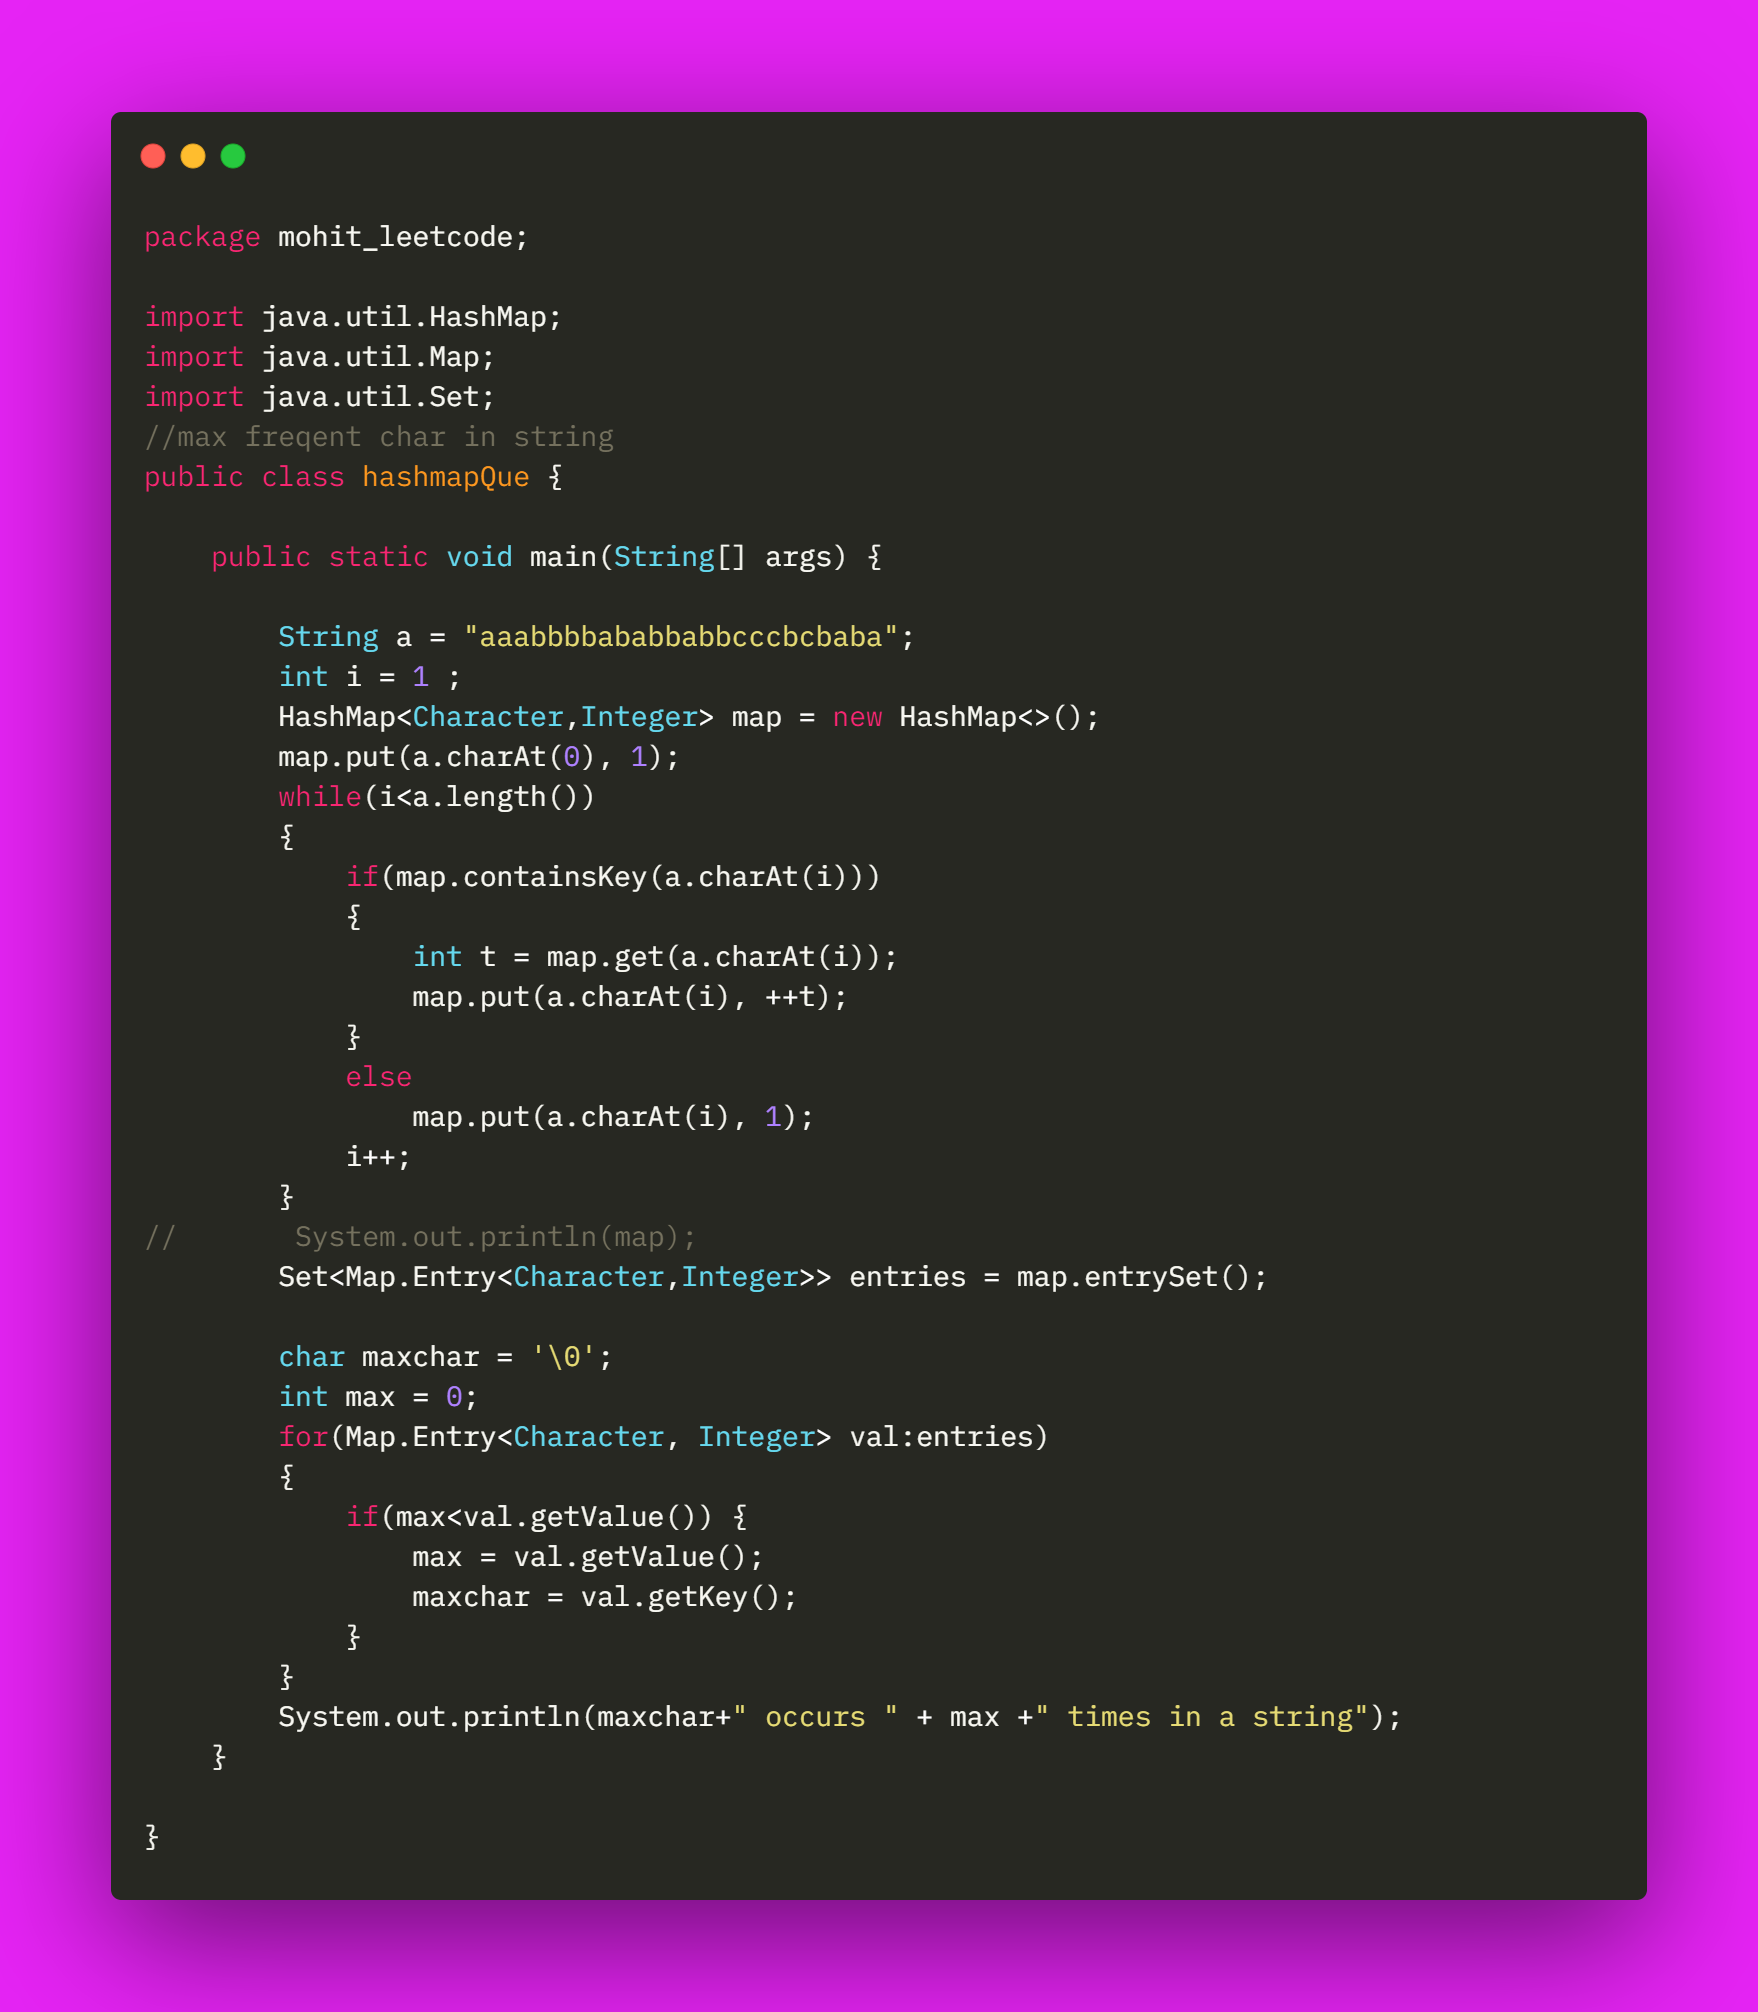 package mohit_leetcode;

import java.util.HashMap;
import java.util.Map;
import java.util.Set;
//max freqent char in string
public class hashmapQue {

    public static void main(String[] args) {

        String a = "aaabbbbababbabbcccbcbaba";
        int i = 1 ;
        HashMap<Character,Integer> map = new HashMap<>();
        map.put(a.charAt(0), 1);
        while(i<a.length())
        {
            if(map.containsKey(a.charAt(i)))
            {
                int t = map.get(a.charAt(i));
                map.put(a.charAt(i), ++t);
            }
            else
                map.put(a.charAt(i), 1);
            i++;
        }
//       System.out.println(map);
        Set<Map.Entry<Character,Integer>> entries = map.entrySet();

        char maxchar = '\0';
        int max = 0;
        for(Map.Entry<Character, Integer> val:entries)
        {
            if(max<val.getValue()) {
                max = val.getValue();
                maxchar = val.getKey();
            }
        }
        System.out.println(maxchar+" occurs " + max +" times in a string");
    }

}